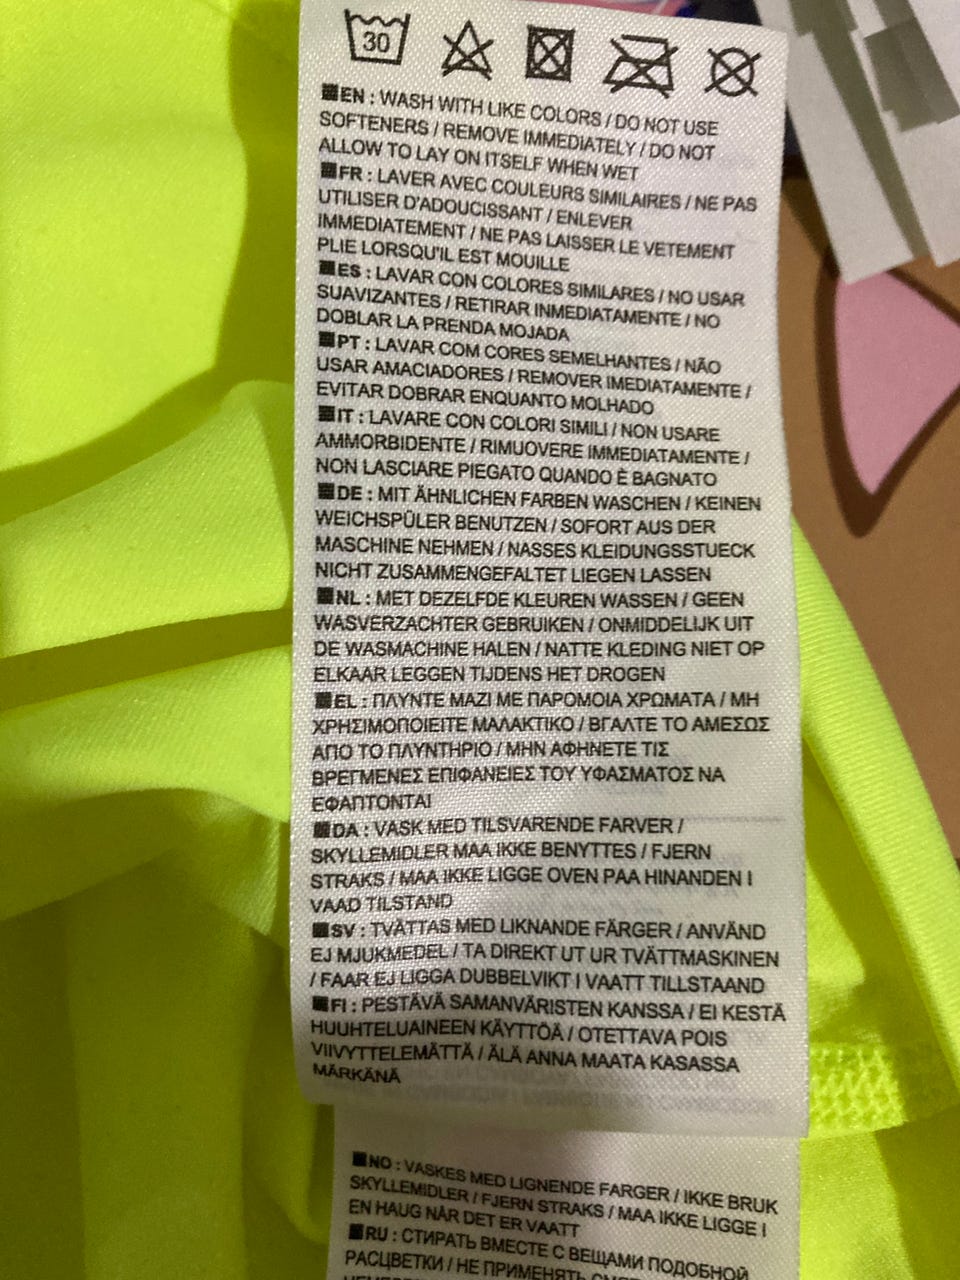 30
EN : WASH WITH LIKE COLORS / DO NOT USE
SOFTENERS / REMOVE IMMEDIATELY / DO NOT
ALLOW TO LAY ON ITSELF WHEN WET
FR : LAVER AVEC COULEURS SIMILAIRES / NE PAS
UTILISER D'ADOUCISSANT / ENLEVER
IMMEDIATEMENT / NE PAS LAISSER LE VETEMENT
PLIE LORSQU'IL EST MOUILLE
ES : LAVAR CON COLORES SIMILARES / NO USAR
SUAVIZANTES / RETIRAR INMEDIATAMENTE / NO
DOBLAR LA PRENDA MOJADA
PT : LAVAR COM CORES SEMELHANTES / NÃO
USAR AMACIADORES / REMOVER IMEDIATAMENTE /
EVITAR DOBRAR ENQUANTO MOLHADO
IT : LAVARE CON COLORI SIMILI / NON USARE
AMMORBIDENTE / RIMUOVERE IMMEDIATAMENTE /
NON LASCIARE PIEGATO QUANDO È BAGNATO
DE : MIT ÄHNLICHEN FARBEN WASCHEN / KEINEN
WEICHSPÜLER BENUTZEN / SOFORT AUS DER
MASCHINE NEHMEN / NASSES KLEIDUNGSSTUECK
NICHT ZUSAMMENGEFALTET LIEGEN LASSEN
NL : MET DEZELFDE KLEUREN WASSEN / GEEN
WASVERZACHTER GEBRUIKEN / ONMIDDELIJK UIT
DE WASMACHINE HALEN / NATTE KLEDING NIET OP
ELKAAR LEGGEN TIJDENS HET DROGEN
EL : ΠΛΥΝΤΕ ΜΑΖΙ ΜΕ ΠΑΡΟΜΟΙΑ ΧΡΩΜΑΤΑ / ΜΗ
ΧΡΗΣΙΜΟΠΟΙΕΙΤΕ ΜΑΛΑΚΤΙΚΟ / ΒΓΑΛΤΕ ΤΟ ΑΜΕΣΩΣ
ΑΠΟ ΤΟ ΠΛΥΝΤΗΡΙΟ / ΜΗΝ ΑΦΗΝΕΤΕ ΤΙΣ
ΒΡΕΓΜΕΝΕΣ ΕΠΙΦΑΝΕΙΕΣ ΤΟΥ ΥΦΑΣΜΑΤΟΣ ΝΑ
ΕΦΑΠΤΟΝΤΑΙ
DA : VASK MED TILSVARENDE FARVER /
SKYLLEMIDLER MAA IKKE BENYTTES / FJERN
STRAKS / MAA IKKE LIGGE OVEN PAA HINANDEN I
VAAD TILSTAND
SV : TVÄTTAS MED LIKNANDE FÄRGER / ANVÄND
EJ MJUKMEDEL / TA DIREKT UT UR TVÄTTMASKINEN
/ FAAR EJ LIGGA DUBBELVIKT I VAATT TILLSTAAND
FI : PESTÄVÄ SAMANVÄRISTEN KANSSA / EI KESTÄ
HUUHTELUAINEEN KÄYTTÖÄ / OTETTAVA POIS
VIIVYTTELEMÄTTÄ / ÄLÄ ANNA MAATA KASASSA
MÄRKÄNÄ
NO : VASKES MED LIGNENDE FARGER / IKKE BRUK
SKYLLEMIDLER / FJERN STRAKS / MAA IKKE LIGGE I
EN HAUG NÅR DET ER VAATT
RU : СТИРАТЬ ВМЕСТЕ С ВЕЩАМИ ПОДОБНОЙ
РАСЦВЕТКИ / НЕ ПРИМЕНЯТЬ